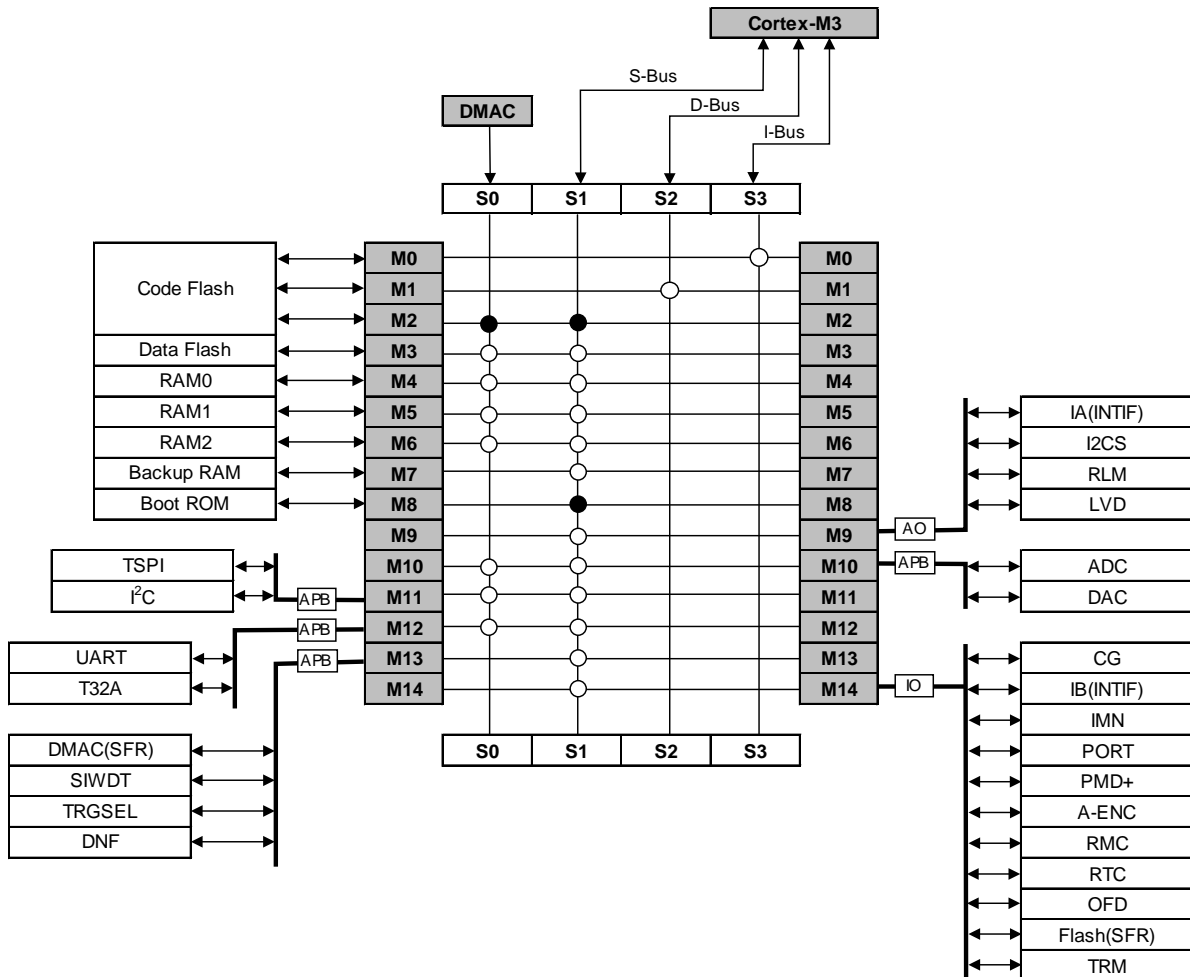 Cortex-M3
S-Bus
DMAC
D-Bus
I-Bus
S0 S1 S2 S3
Code Flash
Data Flash
RAM0
RAM1
RAM2
Backup RAM
Boot ROM
M0
M1
M2
M3
M4
M5
M6
M7
M8
M9
M10
M11
M12
M13
M14
M0
M1
M2
M3
M4
M5
M6
M7
M8
M9
M10
M11
M12
M13
M14
TSPI
I²C
APB
APB
UART
T32A
APB
DMAC(SFR)
SIWDT
TRGSEL
DNF
S0 S1 S2 S3
IA(INTIF)
I2CS
RLM
LVD
AO
APB
ADC
DAC
IO
CG
IB(INTIF)
IMN
PORT
PMD+
A-ENC
RMC
RTC
OFD
Flash(SFR)
TRM